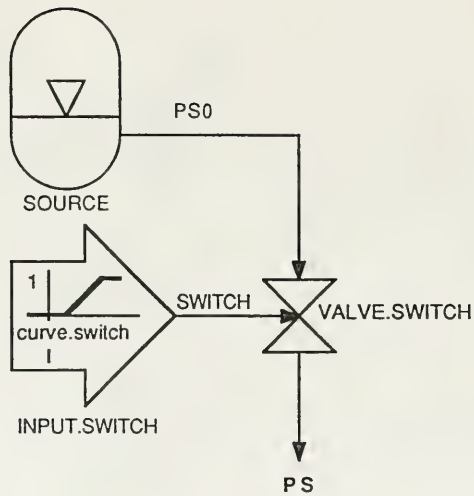 PS0
SOURCE
1
SWITCH
VALVE.SWITCH
curve.switch
INPUT.SWITCH
PS